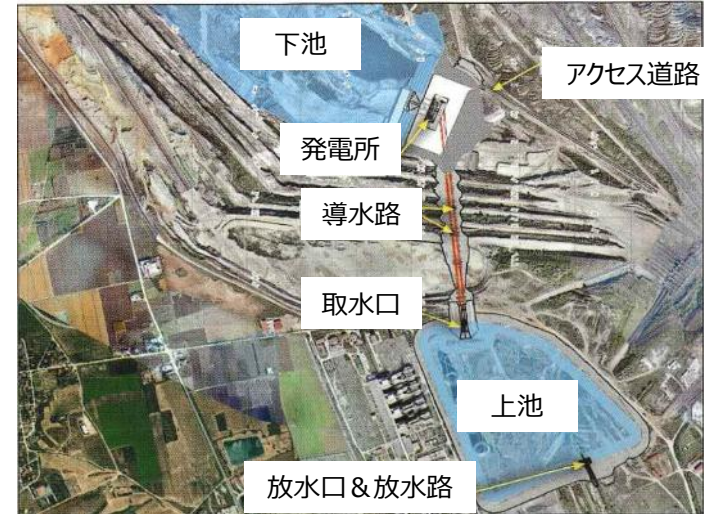 下池
アクセス道路
発電所
導水路
取水口
上池
放水口＆放水路